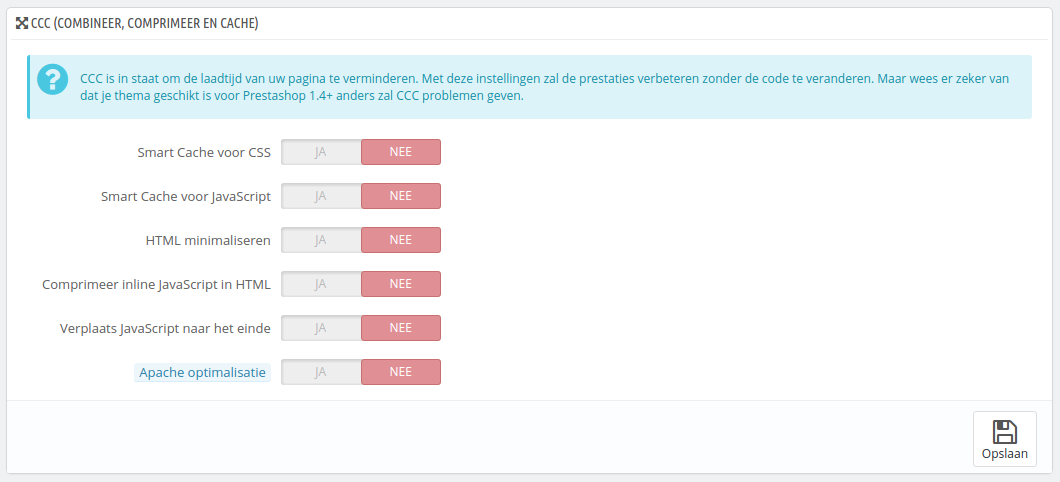 CCC (COMBINEER, COMPRIMEER EN CACHE)
CCC is in staat om de laadtijd van uw pagina te verminderen. Met deze instellingen zal de prestaties verbeteren zonder de code te veranderen. Maar wees er zeker van
dat je thema geschikt is voor Prestashop 1.4+ anders zal CCC problemen geven.
Smart Cache voor CSS JA NEE
Smart Cache voor JavaScript JA NEE
HTML minimaliseren JA NEE
Comprimeer inline JavaScript in HTML JA NEE
Verplaats JavaScript naar het einde JA NEE
Apache optimalisatie JA NEE
Opslaan